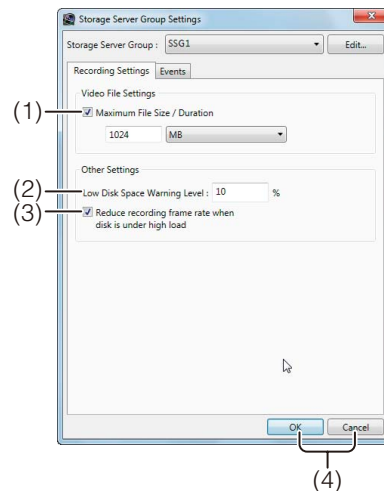 Storage Server Group Settings
Storage Server Group : SSG1 Edit...
Recording Settings Events
Video File Settings
(1) Maximum File Size / Duration
1024 MB
Other Settings
(2) Low Disk Space Warning Level : 10 %
(3) Reduce recording frame rate when
disk is under high load
OK Cancel
(4)